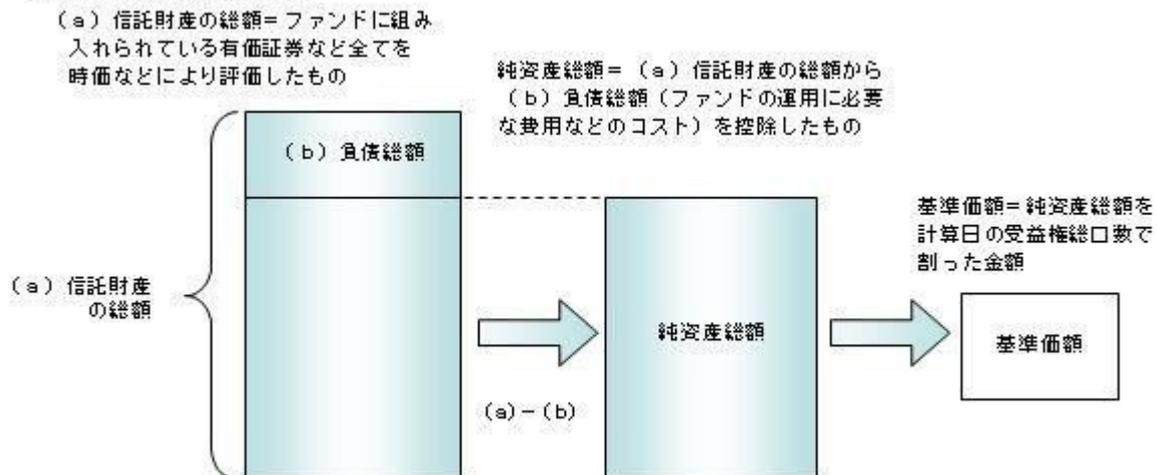 (a)信託財産の総額=ファンドに組み
入れられている有価証券など全てを
時価などにより評価したもの
純資産総額=(a)信託財産の総額から
(b)負債総額(ファンドの運用に必要
な費用などのコスト)を控除したもの
(b)負債総額
基準価額=純資産総額を
計算日の受益権総口数で
割った金額
(a)信託財産
の総額
純資産総額
基準価額
(a)-(b)